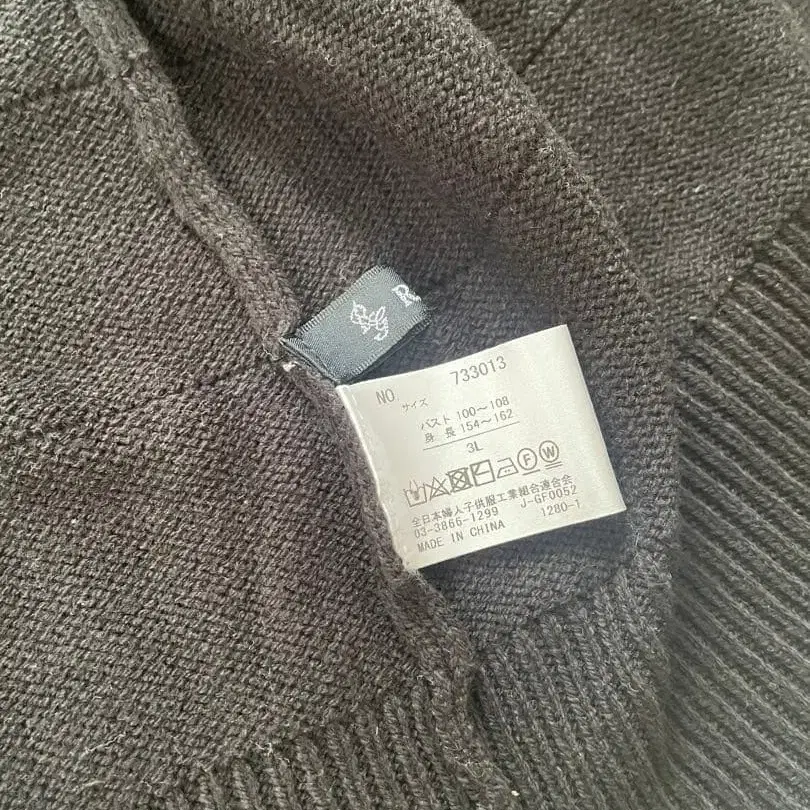 R
RG
NO. 733013
サイズ
バスト 100～108
身 長 154～162
3L
F W
全日本婦人子供服工業組合連合会
03-3866-1299 J-GF0052
MADE IN CHINA 1280-1